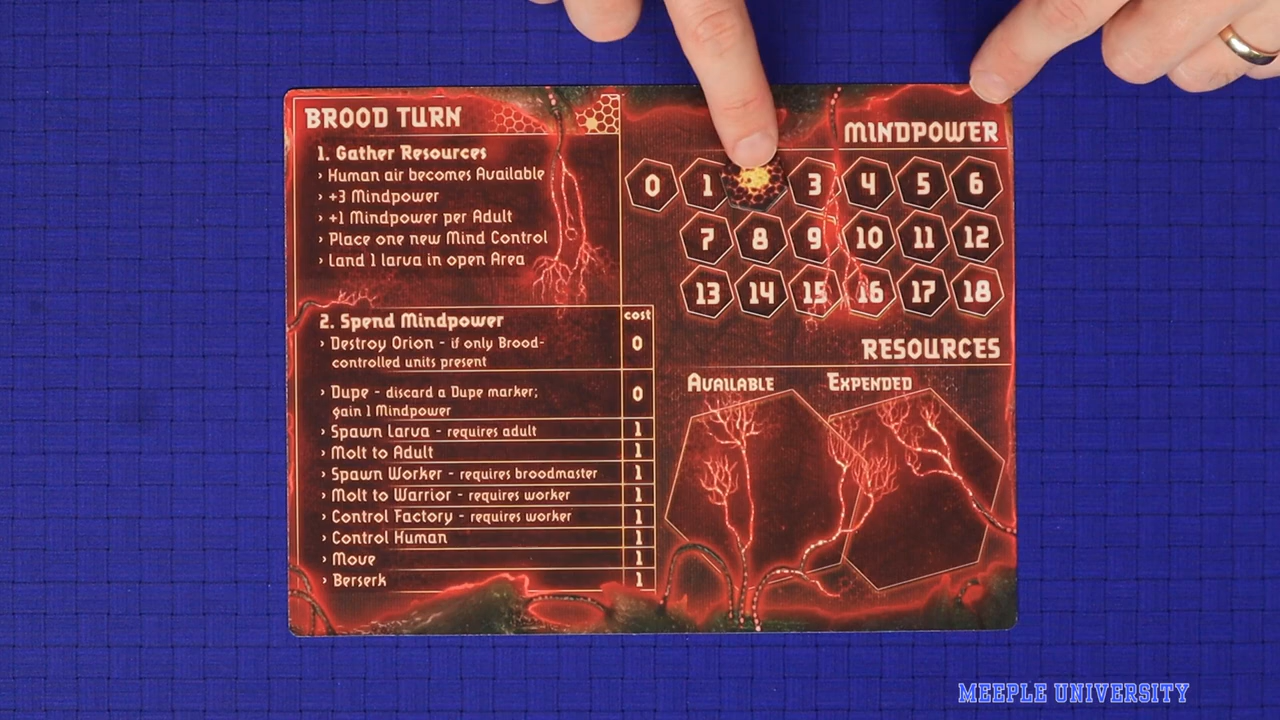 BROOD TURN
1. Gather Resources
› Human air becomes Available
› +3 Mindpower
› +1 Mindpower per Adult
› Place one new Mind Control
› Land 1 larva in open Area
2. Spend Mindpower cost
› Destroy Orion - if only Brood-
controlled units present 0
› Dupe - discard a Dupe marker;
gain 1 Mindpower 0
› Spawn Larva - requires adult 1
› Molt to Adult 1
› Spawn Worker - requires broodmaster 1
› Molt to Warrior - requires worker 1
› Control Factory - requires worker 1
› Control Human 1
› Move 1
› Berserk 1
MINDPOWER
0 1 3 4 5 6
7 8 9 10 11 12
13 14 15 16 17 18
RESOURCES
AVAILABLE EXPENDED
MEEPLE UNIVERSITY